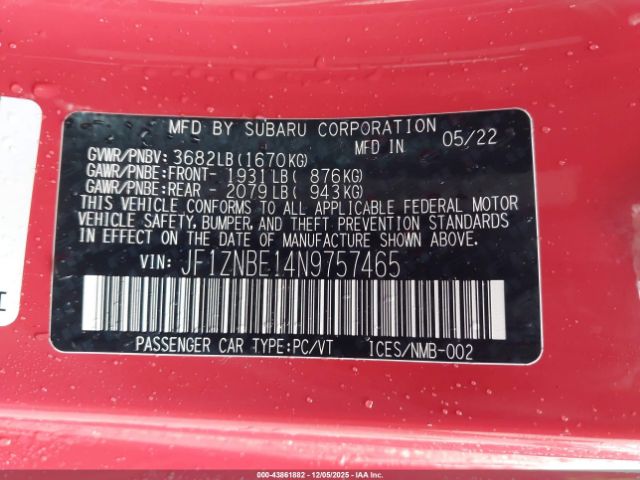 MFD BY SUBARU CORPORATION
GVWR/PNBV: 3682LB(1670KG) MFD IN 05/22
GAWR/PNBE:FRONT- 1931LB( 876KG)
GAWR/PNBE:REAR - 2079LB( 943KG)
THIS VEHICLE CONFORMS TO ALL APPLICABLE FEDERAL MOTOR
VEHICLE SAFETY, BUMPER, AND THEFT PREVENTION STANDARDS
IN EFFECT ON THE DATE OF MANUFACTURE SHOWN ABOVE.
VIN: JF1ZNBE14N9757465
PASSENGER CAR TYPE:PC/VT ICES/NMB-002
000-43861882 * 12/05/2025 * IAAI